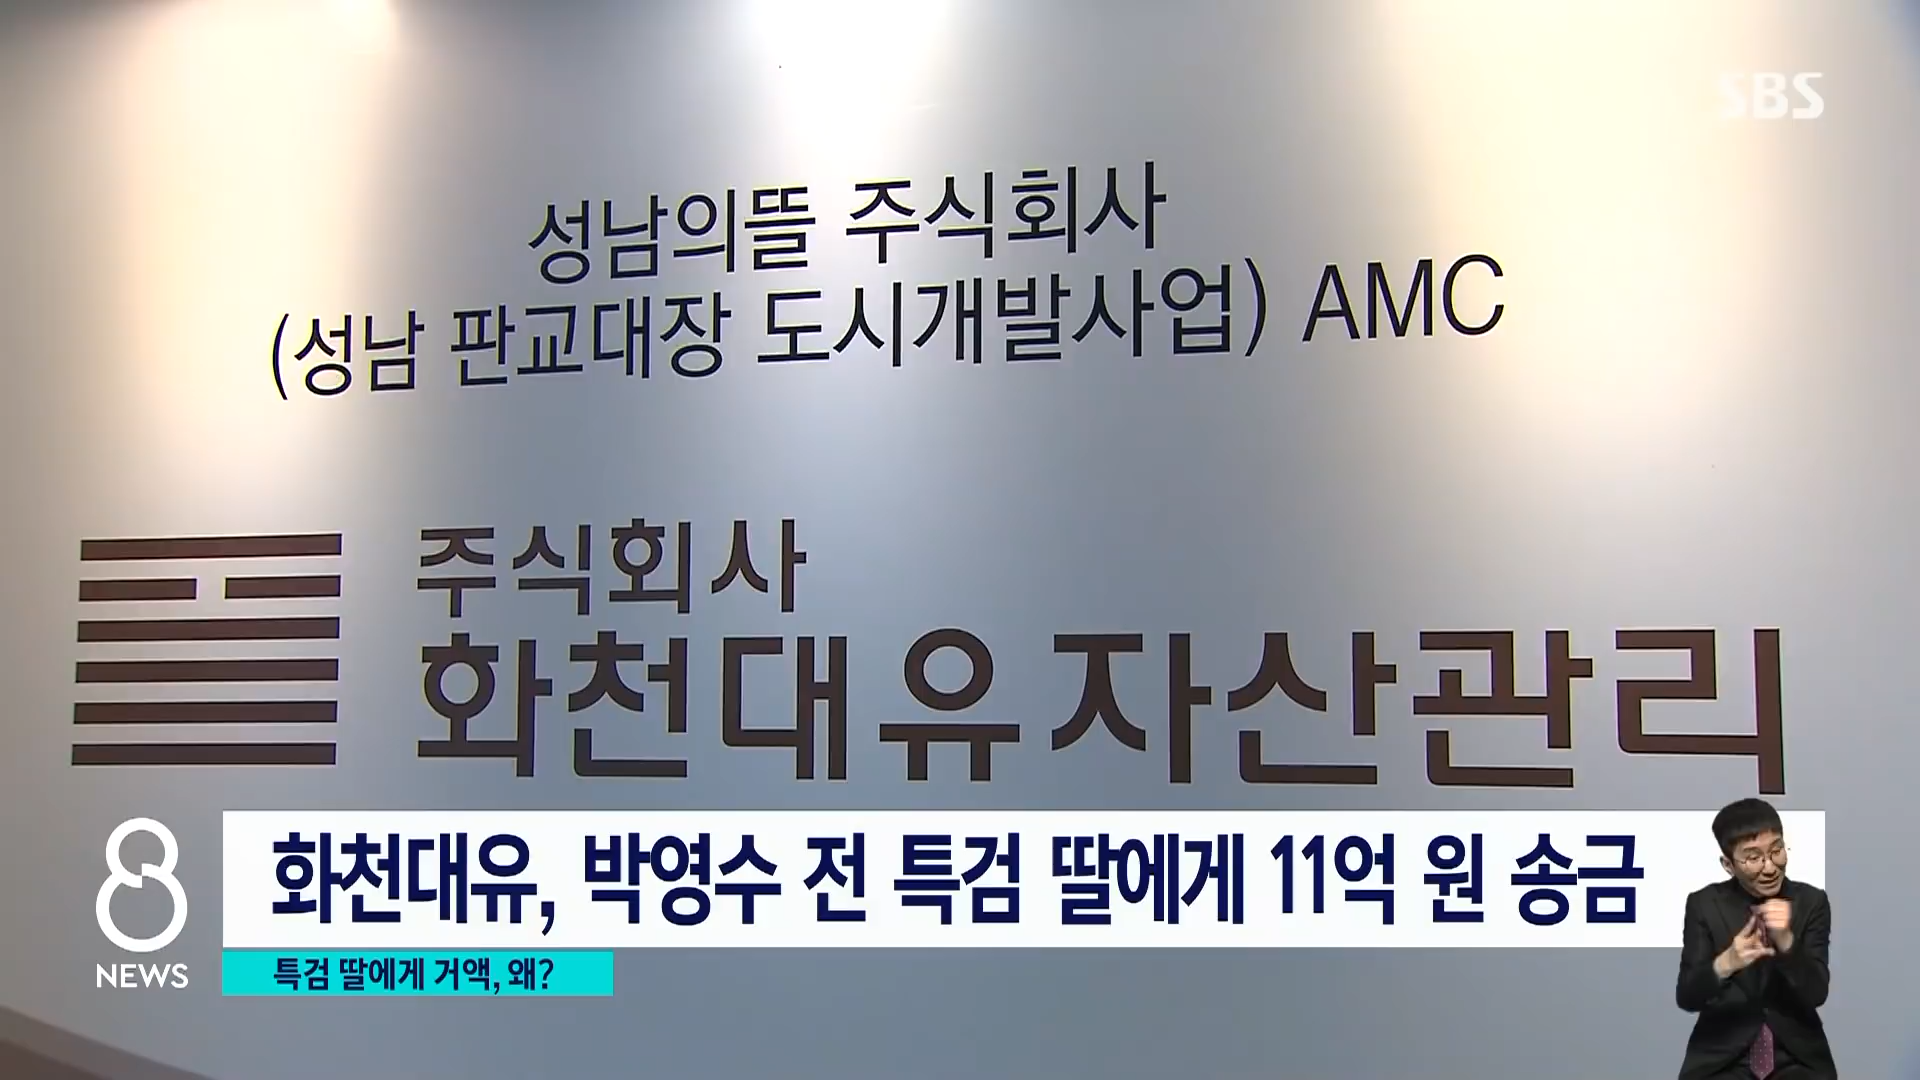 SBS
성남의뜰 주식회사
(성남 판교대장 도시개발사업) AMC
주식회사
화천대유자산관리
8
NEWS
화천대유, 박영수 전 특검 딸에게 11억 원 송금
특검 딸에게 거액, 왜?